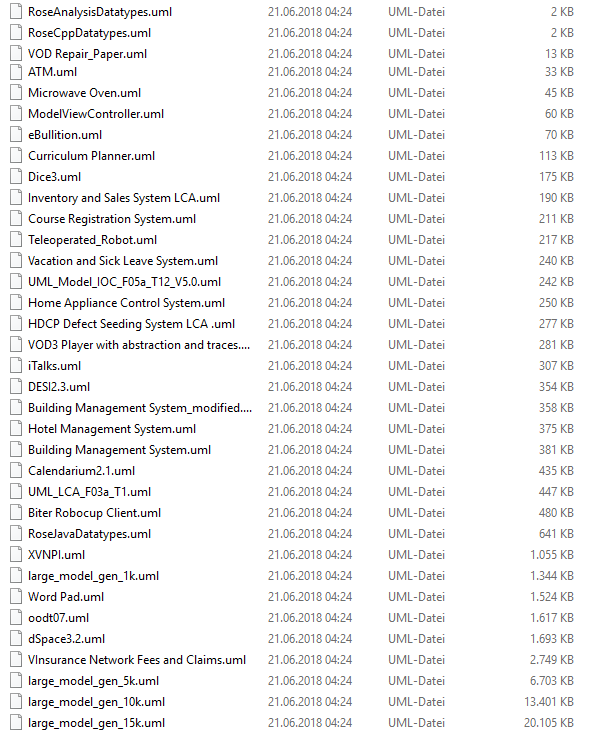 RoseAnalysisDatatypes.uml 21.06.2018 04:24 UML-Datei 2 KB
RoseCppDatatypes.uml 21.06.2018 04:24 UML-Datei 2 KB
VOD Repair_Paper.uml 21.06.2018 04:24 UML-Datei 13 KB
ATM.uml 21.06.2018 04:24 UML-Datei 33 KB
Microwave Oven.uml 21.06.2018 04:24 UML-Datei 45 KB
ModelViewController.uml 21.06.2018 04:24 UML-Datei 60 KB
eBullition.uml 21.06.2018 04:24 UML-Datei 70 KB
Curriculum Planner.uml 21.06.2018 04:24 UML-Datei 113 KB
Dice3.uml 21.06.2018 04:24 UML-Datei 175 KB
Inventory and Sales System LCA.uml 21.06.2018 04:24 UML-Datei 190 KB
Course Registration System.uml 21.06.2018 04:24 UML-Datei 211 KB
Teleoperated_Robot.uml 21.06.2018 04:24 UML-Datei 217 KB
Vacation and Sick Leave System.uml 21.06.2018 04:24 UML-Datei 240 KB
UML_Model_IOC_F05a_T12_V5.0.uml 21.06.2018 04:24 UML-Datei 242 KB
Home Appliance Control System.uml 21.06.2018 04:24 UML-Datei 250 KB
HDCP Defect Seeding System LCA .uml 21.06.2018 04:24 UML-Datei 277 KB
VOD3 Player with abstraction and traces.... 21.06.2018 04:24 UML-Datei 281 KB
iTalks.uml 21.06.2018 04:24 UML-Datei 307 KB
DESI2.3.uml 21.06.2018 04:24 UML-Datei 354 KB
Building Management System_modified.... 21.06.2018 04:24 UML-Datei 358 KB
Hotel Management System.uml 21.06.2018 04:24 UML-Datei 375 KB
Building Management System.uml 21.06.2018 04:24 UML-Datei 381 KB
Calendarium2.1.uml 21.06.2018 04:24 UML-Datei 435 KB
UML_LCA_F03a_T1.uml 21.06.2018 04:24 UML-Datei 447 KB
Biter Robocup Client.uml 21.06.2018 04:24 UML-Datei 480 KB
RoseJavaDatatypes.uml 21.06.2018 04:24 UML-Datei 641 KB
XVNPI.uml 21.06.2018 04:24 UML-Datei 1.055 KB
large_model_gen_1k.uml 21.06.2018 04:24 UML-Datei 1.344 KB
Word Pad.uml 21.06.2018 04:24 UML-Datei 1.524 KB
oodt07.uml 21.06.2018 04:24 UML-Datei 1.617 KB
dSpace3.2.uml 21.06.2018 04:24 UML-Datei 1.693 KB
VInsurance Network Fees and Claims.uml 21.06.2018 04:24 UML-Datei 2.749 KB
large_model_gen_5k.uml 21.06.2018 04:24 UML-Datei 6.703 KB
large_model_gen_10k.uml 21.06.2018 04:24 UML-Datei 13.401 KB
large_model_gen_15k.uml 21.06.2018 04:24 UML-Datei 20.105 KB